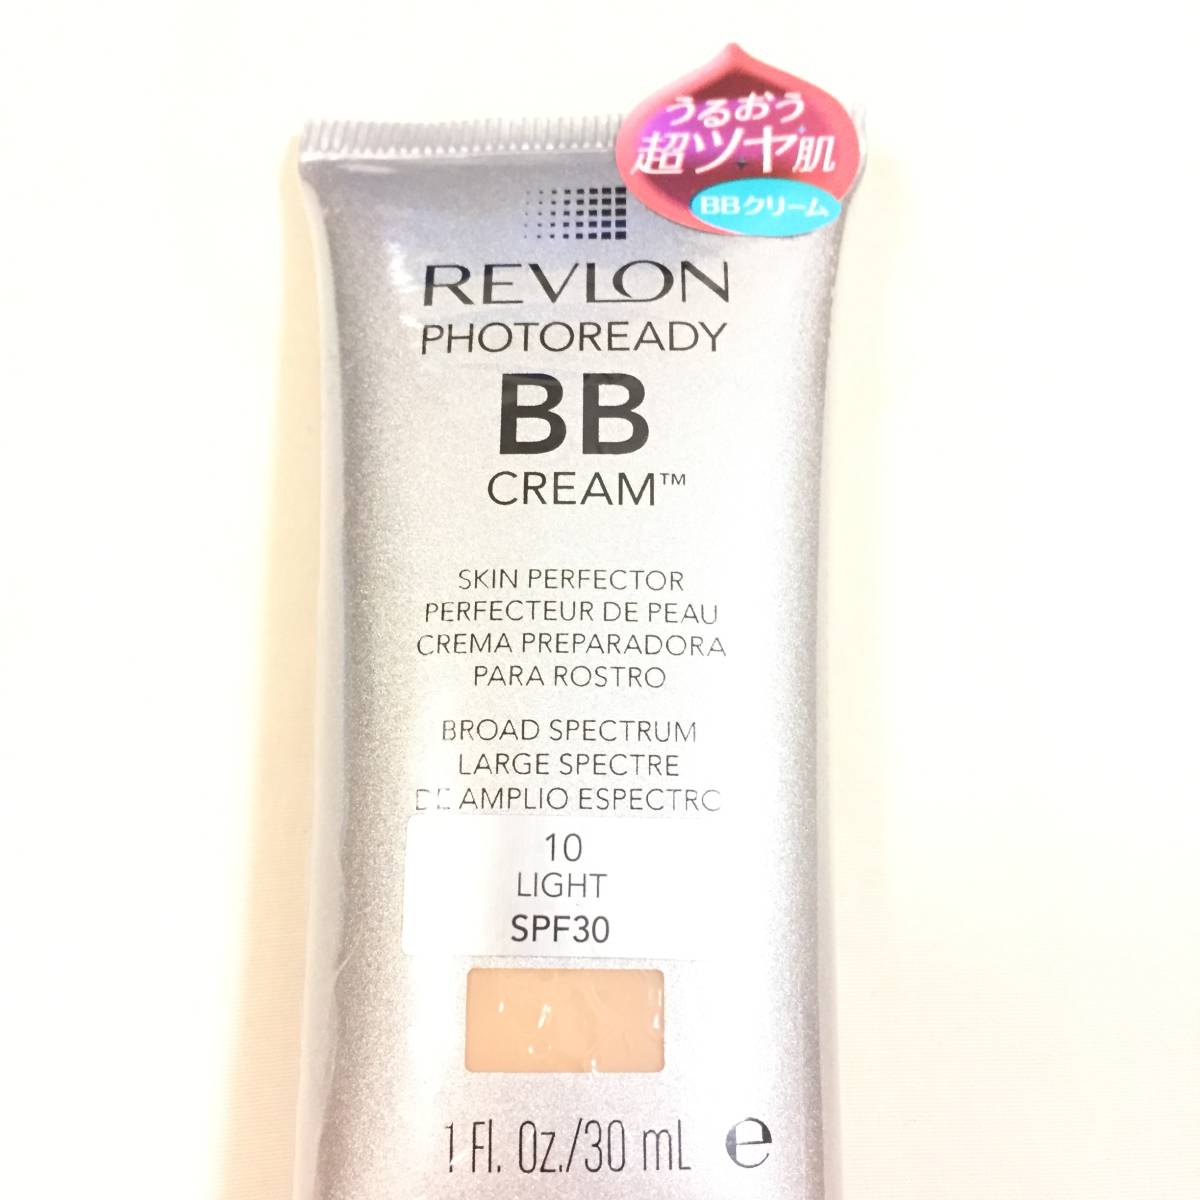 うるおう
超ツヤ肌
BBクリーム
REVLON
PHOTOREADY
BB
CREAM™
SKIN PERFECTOR
PERFECTEUR DE PEAU
CREMA PREPARADORA
PARA ROSTRO
BROAD SPECTRUM
LARGE SPECTRE
DE AMPLIO ESPECTRO
10
LIGHT
SPF30
1 Fl. Oz./30 mL ℮